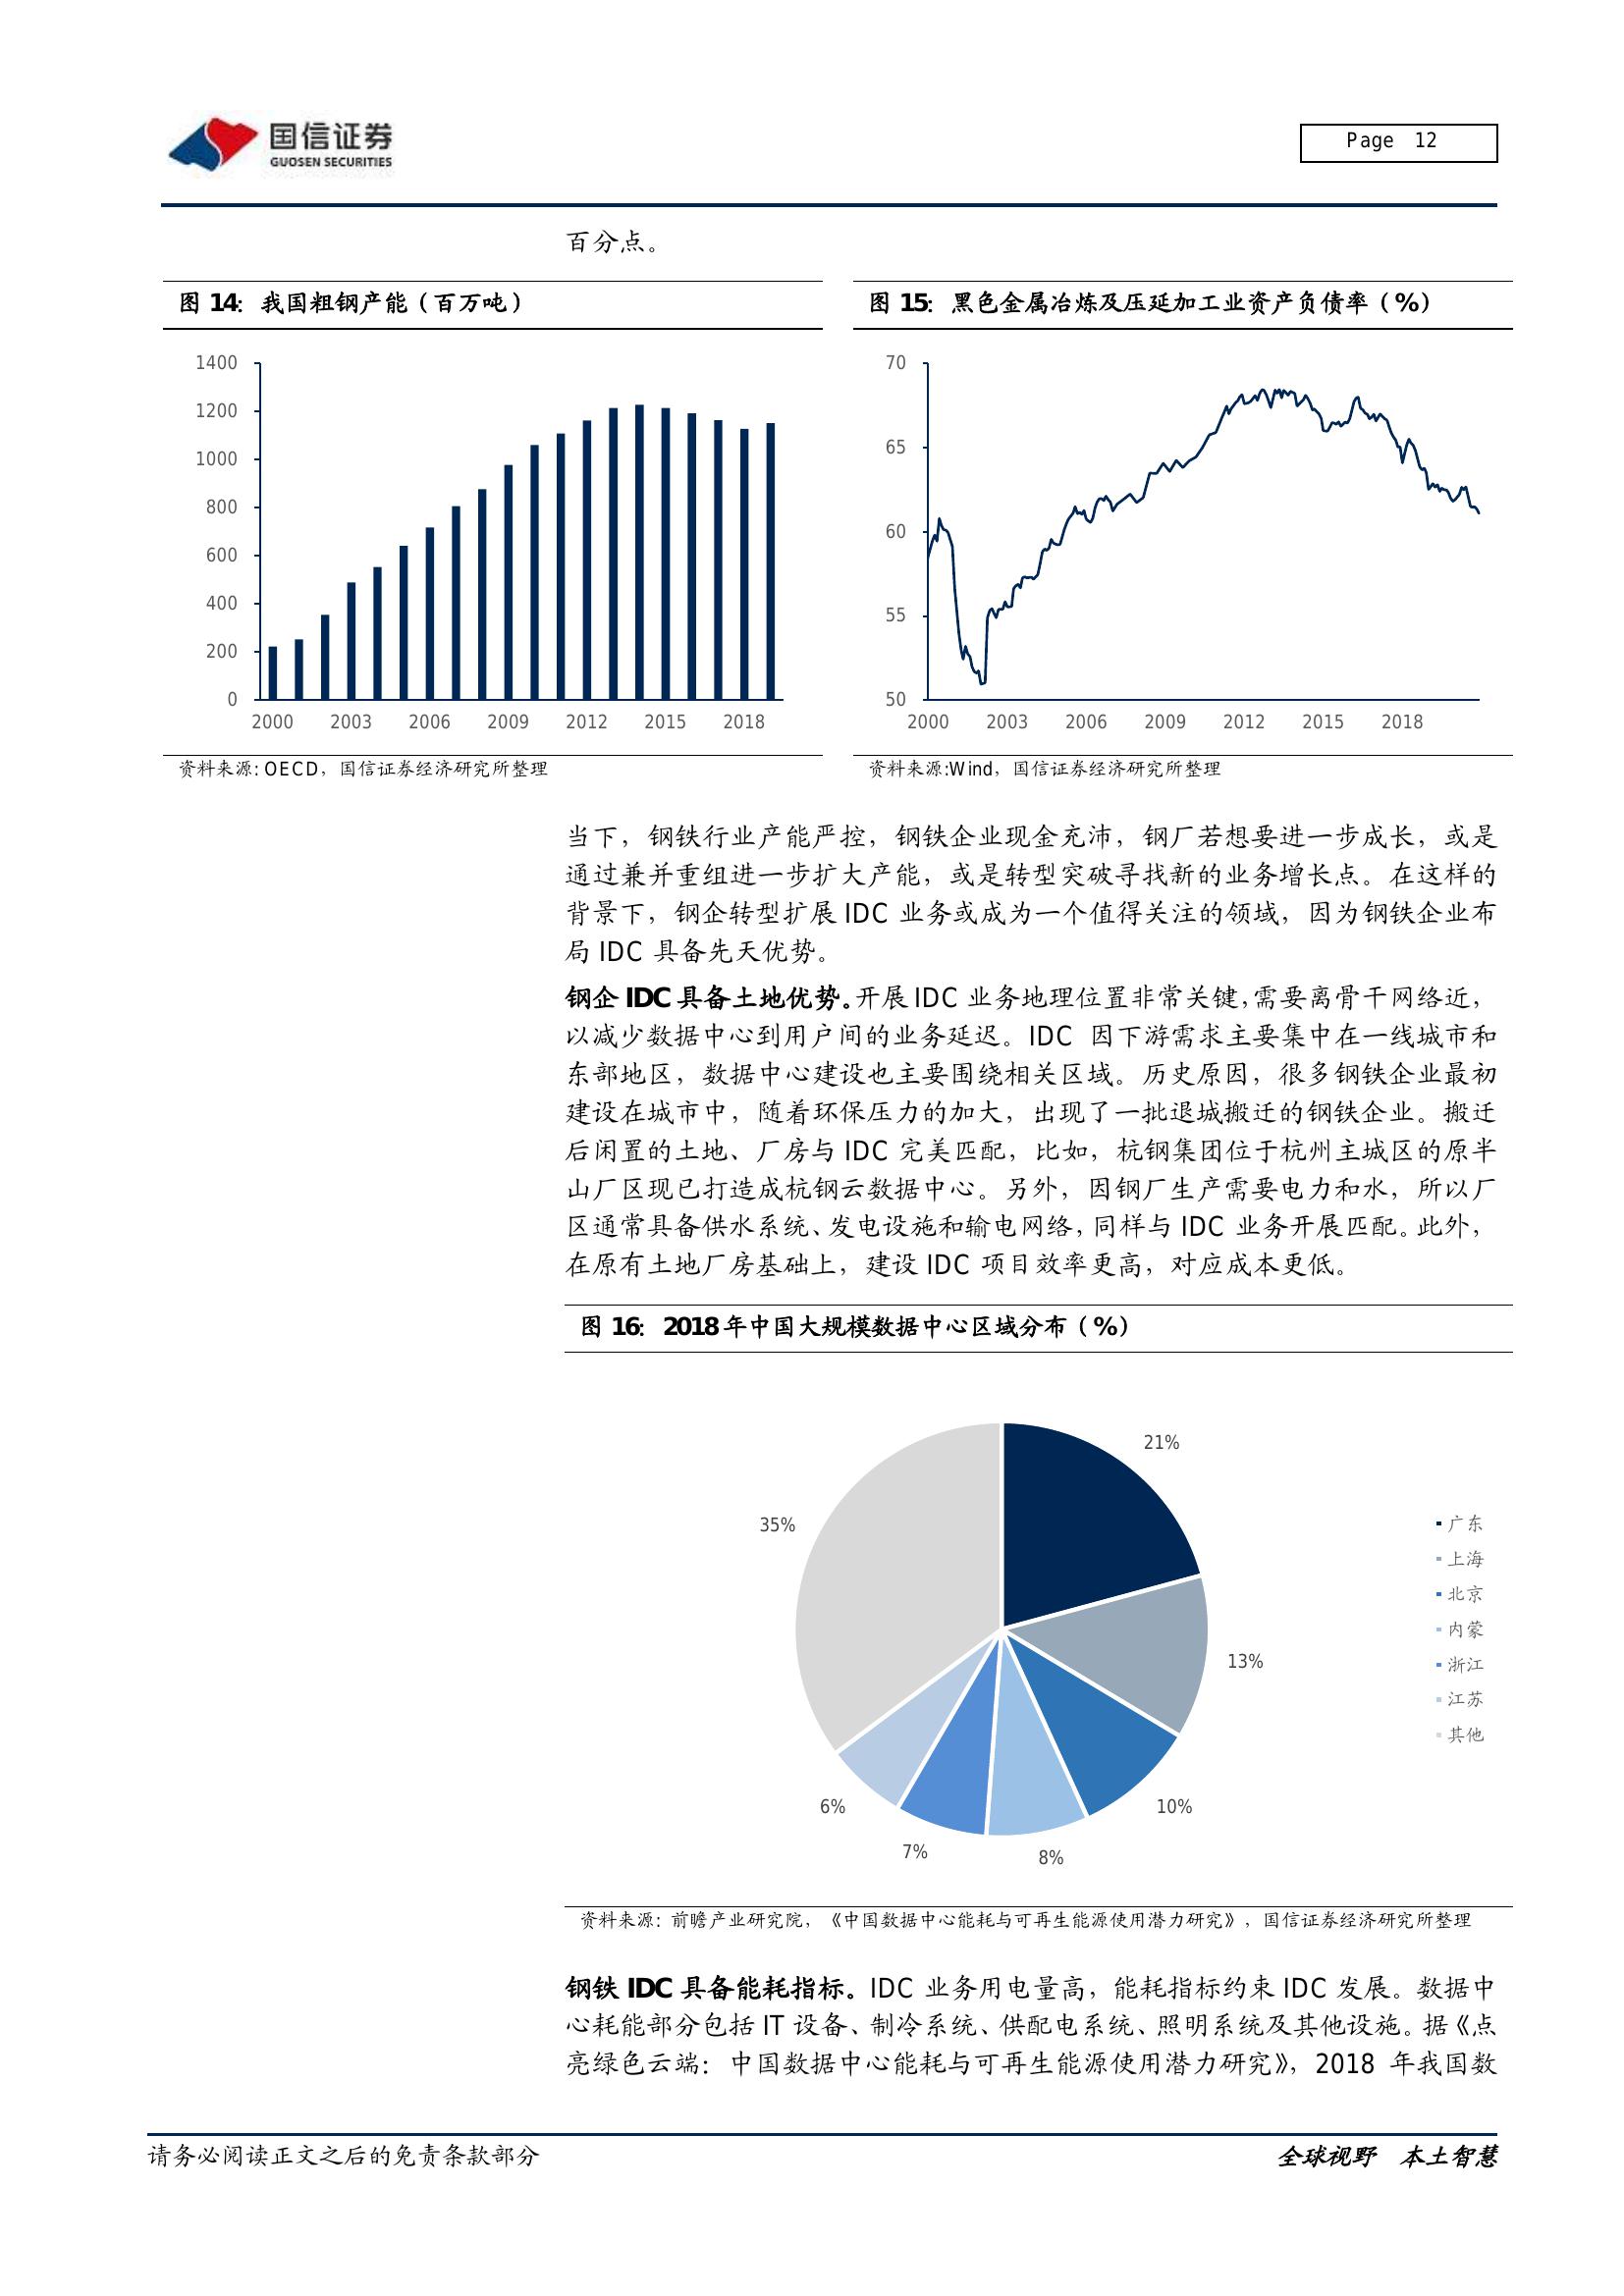 国信证券
GUOSEN SECURITIES
Page 12
百分点。
图 14：我国粗钢产能（百万吨）
1400
1200
1000
800
600
400
200
0
2000 2003 2006 2009 2012 2015 2018
资料来源: OECD，国信证券经济研究所整理
图 15：黑色金属冶炼及压延加工业资产负债率（%）
70
65
60
55
50
2000 2003 2006 2009 2012 2015 2018
资料来源:Wind，国信证券经济研究所整理
当下，钢铁行业产能严控，钢铁企业现金充沛，钢厂若想要进一步成长，或是
通过兼并重组进一步扩大产能，或是转型突破寻找新的业务增长点。在这样的
背景下，钢企转型扩展 IDC 业务或成为一个值得关注的领域，因为钢铁企业布
局 IDC 具备先天优势。
钢企 IDC 具备土地优势。开展 IDC 业务地理位置非常关键，需要离骨干网络近，
以减少数据中心到用户间的业务延迟。IDC 因下游需求主要集中在一线城市和
东部地区，数据中心建设也主要围绕相关区域。历史原因，很多钢铁企业最初
建设在城市中，随着环保压力的加大，出现了一批退城搬迁的钢铁企业。搬迁
后闲置的土地、厂房与 IDC 完美匹配，比如，杭钢集团位于杭州主城区的原半
山厂区现已打造成杭钢云数据中心。另外，因钢厂生产需要电力和水，所以厂
区通常具备供水系统、发电设施和输电网络，同样与 IDC 业务开展匹配。此外，
在原有土地厂房基础上，建设 IDC 项目效率更高，对应成本更低。
图 16：2018 年中国大规模数据中心区域分布（%）
21%
13%
10%
8%
7%
6%
35%
广东
上海
北京
内蒙
浙江
江苏
其他
资料来源：前瞻产业研究院，《中国数据中心能耗与可再生能源使用潜力研究》，国信证券经济研究所整理
钢铁 IDC 具备能耗指标。IDC 业务用电量高，能耗指标约束 IDC 发展。数据中
心耗能部分包括 IT 设备、制冷系统、供配电系统、照明系统及其他设施。据《点
亮绿色云端：中国数据中心能耗与可再生能源使用潜力研究》，2018 年我国数
请务必阅读正文之后的免责条款部分
全球视野 本土智慧